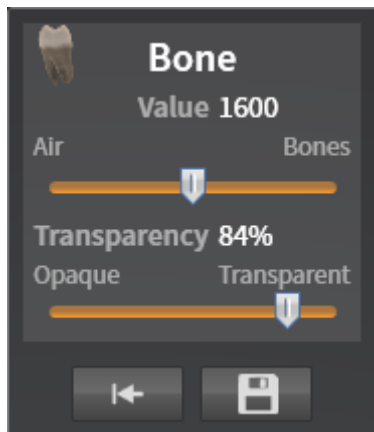 Bone
Value 1600
Air Bones
Transparency 84%
Opaque Transparent